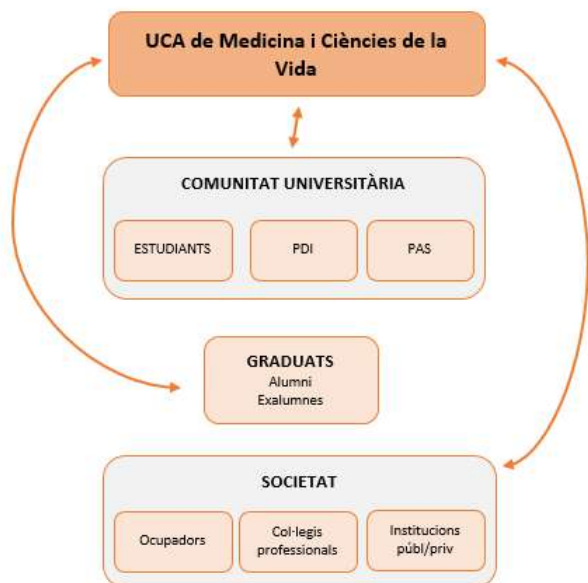 UCA de Medicina i Ciències de la
Vida
COMUNITAT UNIVERSITÀRIA
ESTUDIANTS
PDI
PAS
GRADUATS
Alumni
Exalumnes
SOCIETAT
Ocupadors
Col·legis
professionals
Institucions
públ/priv